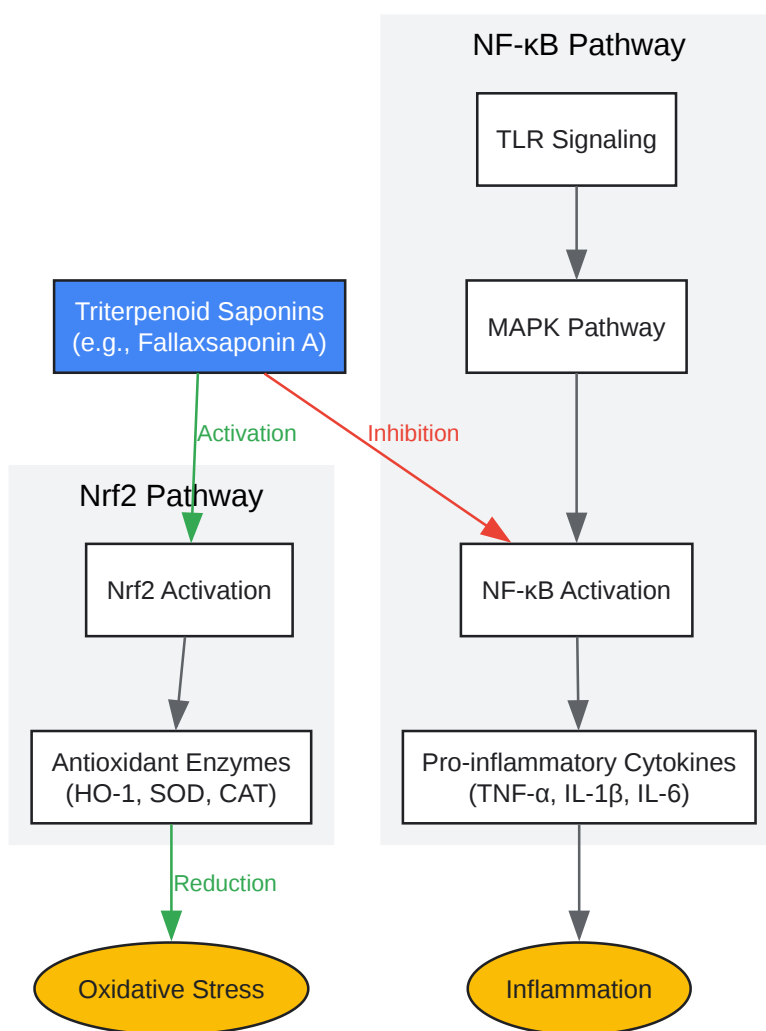 NF-κB Pathway
TLR Signaling
Triterpenoid Saponins
(e.g., Fallaxsaponin A)
MAPK Pathway
Activation
Inhibition
Nrf2 Pathway
Nrf2 Activation
NF-κB Activation
Antioxidant Enzymes
(HO-1, SOD, CAT)
Pro-inflammatory Cytokines
(TNF-α, IL-1β, IL-6)
Reduction
Oxidative Stress
Inflammation